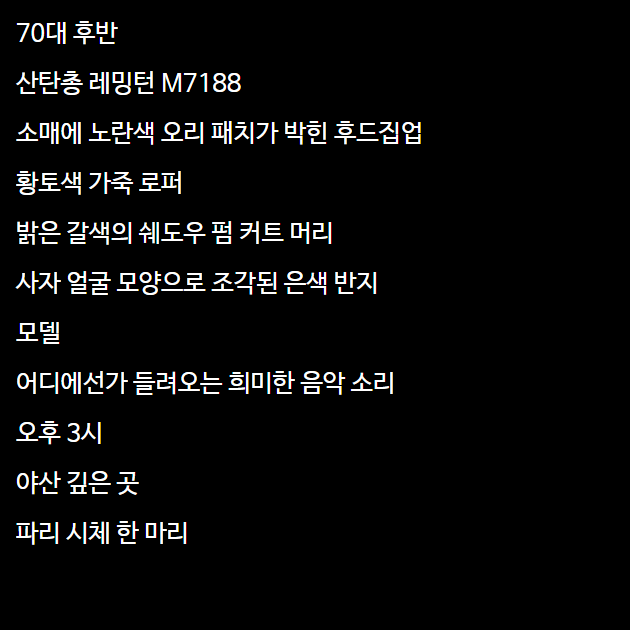 70대 후반
산탄총 레밍턴 M7188
소매에 노란색 오리 패치가 박힌 후드집업
황토색 가죽 로퍼
밝은 갈색의 쉐도우 펌 커트 머리
사자 얼굴 모양으로 조각된 은색 반지
모델
어디에선가 들려오는 희미한 음악 소리
오후 3시
야산 깊은 곳
파리 시체 한 마리